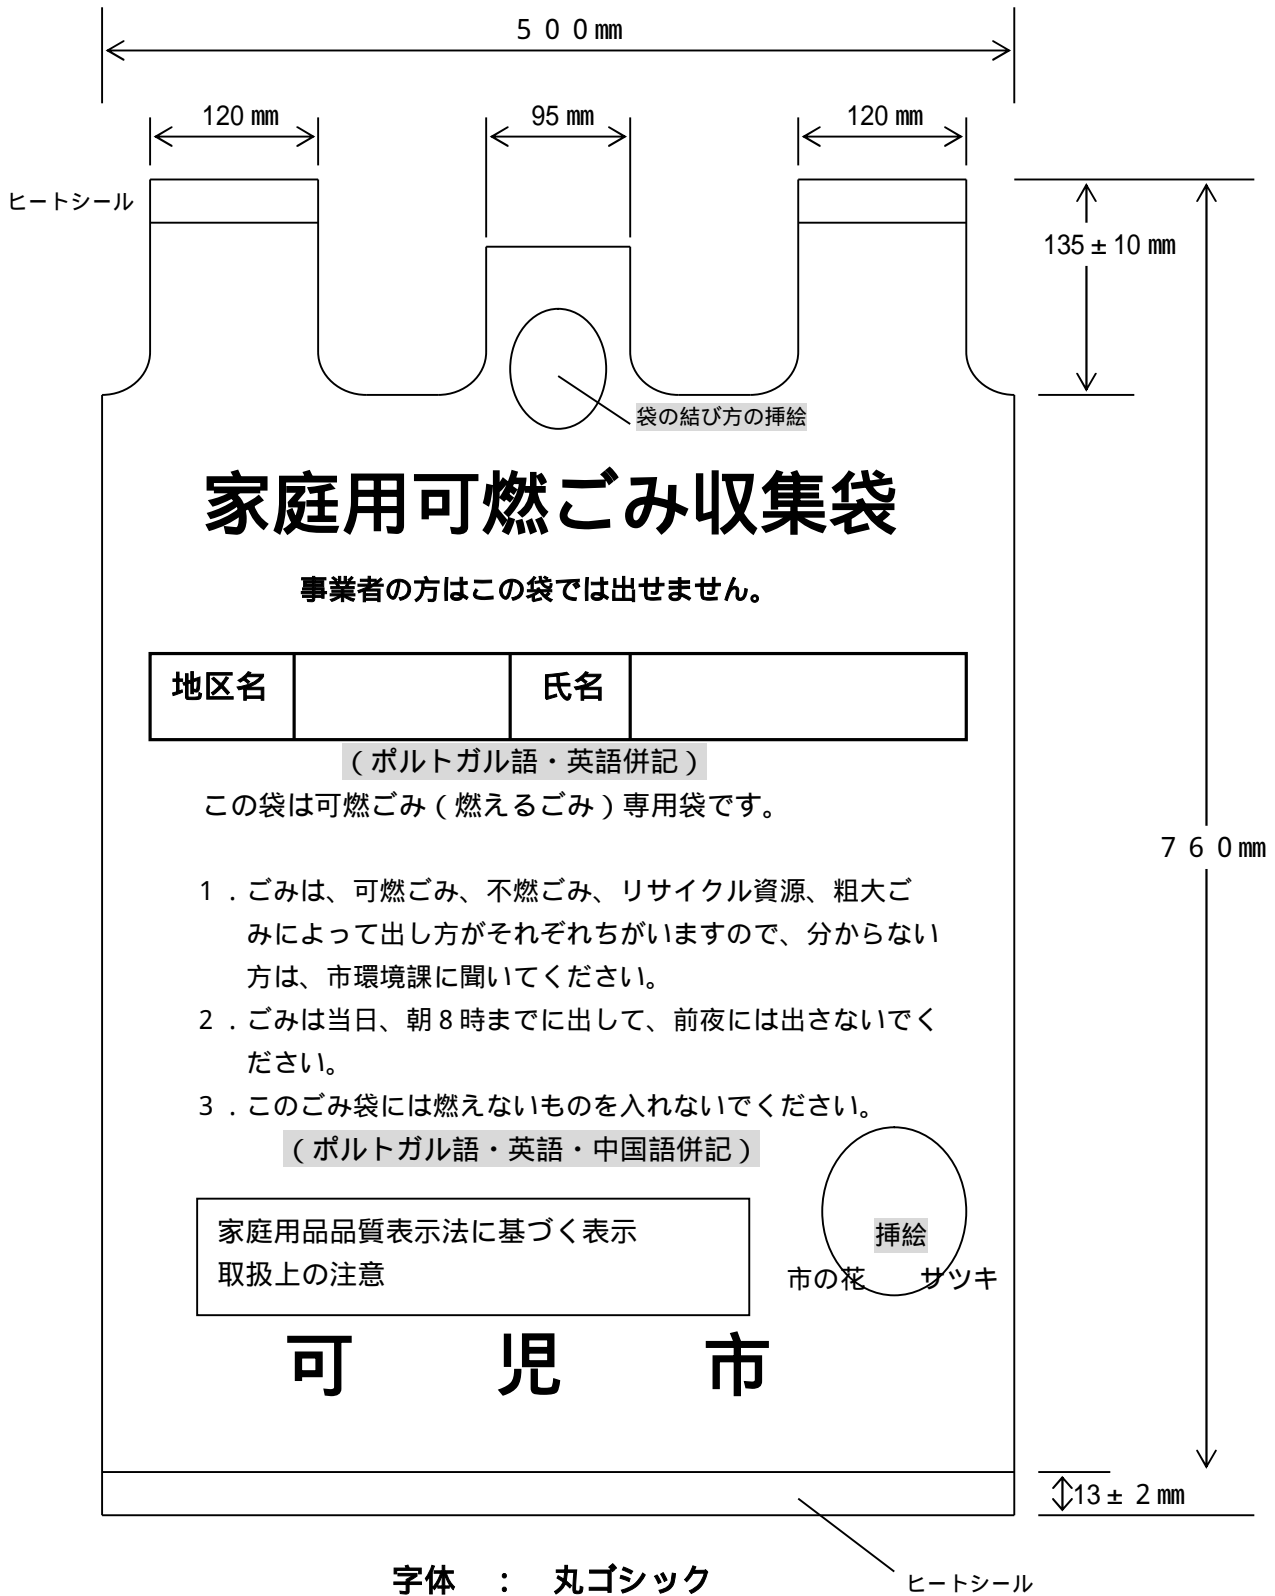 ５００㎜
120㎜
95㎜
120㎜
ヒートシール
135±10㎜
袋の結び方の挿絵
家庭用可燃ごみ収集袋
事業者の方はこの袋では出せません。
地区名 氏名
（ポルトガル語・英語併記）
この袋は可燃ごみ（燃えるごみ）専用袋です。
７６０㎜
１．ごみは、可燃ごみ、不燃ごみ、リサイクル資源、粗大ご
みによって出し方がそれぞれちがいますので、分からない
方は、市環境課に聞いてください。
２．ごみは当日、朝８時までに出して、前夜には出さないでく
ださい。
３．このごみ袋には燃えないものを入れないでください。
（ポルトガル語・英語・中国語併記）
家庭用品品質表示法に基づく表示
取扱上の注意
挿絵
市の花　サツキ
可　児　市
13±２㎜
字体　：　丸ゴシック
ヒートシール